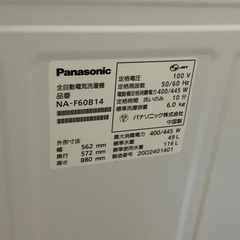 Panasonic
全自動電気洗濯機
品番
NA-F60B14
外形寸法
幅 562 mm
奥行 572 mm
高さ 880 mm
JET
定格電圧 100 V
定格周波数 50/60 Hz
電動機定格消費電力 400/445 W
定格時間 洗いのみ 10分
標準洗濯容量 6.0 kg
パナソニック株式会社
中国製
最大消費電力 400/445 W
標準水量 49 L
標準使用水量 116 L
製造番号 20D2401401